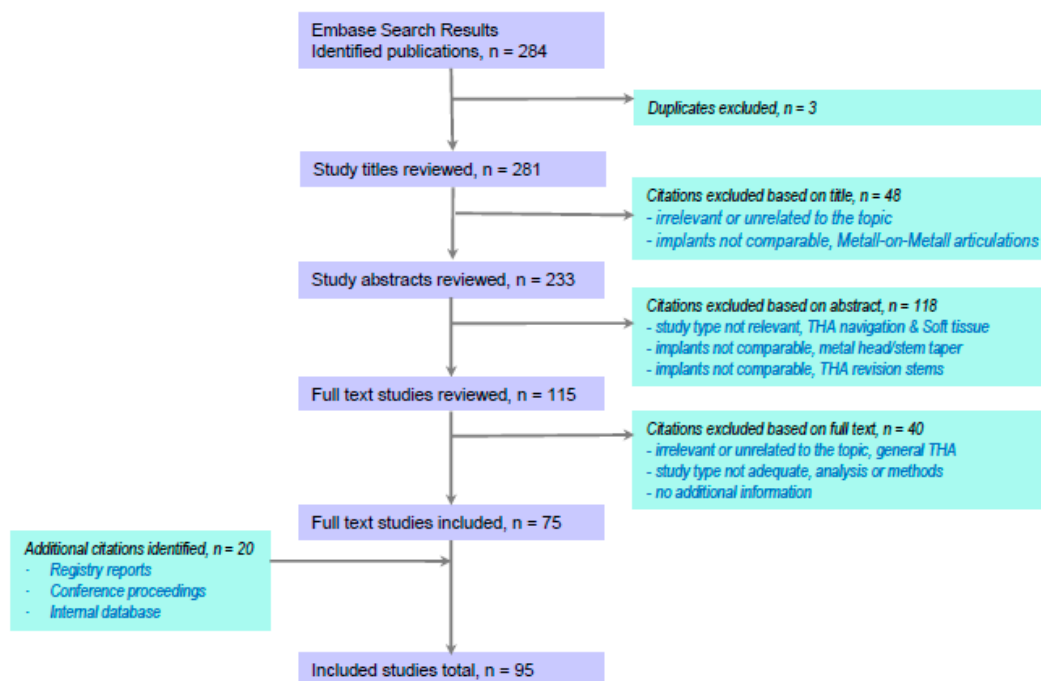 Embase Search Results
Identified publications, n = 284
Duplicates excluded, n = 3
Study titles reviewed, n = 281
Citations excluded based on title, n = 48
- irrelevant or unrelated to the topic
- implants not comparable, Metall-on-Metall articulations
Study abstracts reviewed, n = 233
Citations excluded based on abstract, n = 118
- study type not relevant, THA navigation & Soft tissue
- implants not comparable, metal head/stem taper
- implants not comparable, THA revision stems
Full text studies reviewed, n = 115
Citations excluded based on full text, n = 40
- irrelevant or unrelated to the topic, general THA
- study type not adequate, analysis or methods
- no additional information
Full text studies included, n = 75
Additional citations identified, n = 20
- Registry reports
- Conference proceedings
- Internal database
Included studies total, n = 95